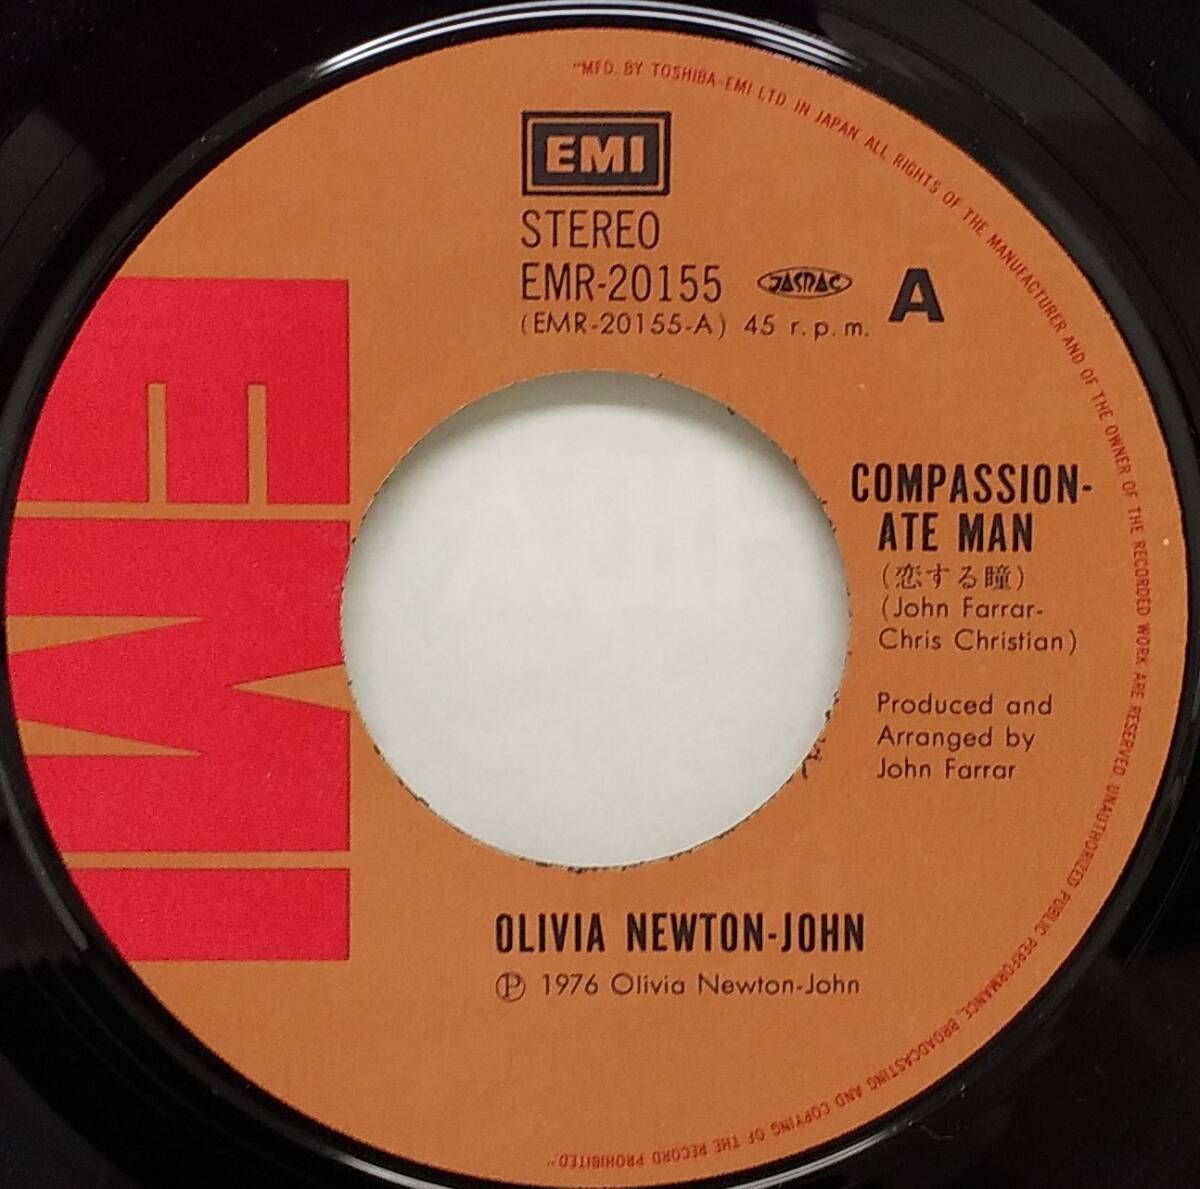 "MFD. BY TOSHIBA-EMI LTD. IN JAPAN. ALL RIGHTS OF THE MANUFACTURER AND OF THE OWNER OF THE RECORDED WORK ARE RESERVED. UNAUTHORIZED PUBLIC PERFORMANCE, BROADCASTING AND COPYING OF THE RECORD PROHIBITED."
EMI
STEREO
EMR-20155 JASRAC A
(EMR-20155-A) 45 r.p.m.
EMI
COMPASSION-
ATE MAN
(恋する瞳)
(John Farrar-
Chris Christian)
Produced and
Arranged by
John Farrar
OLIVIA NEWTON-JOHN
Ⓟ 1976 Olivia Newton-John